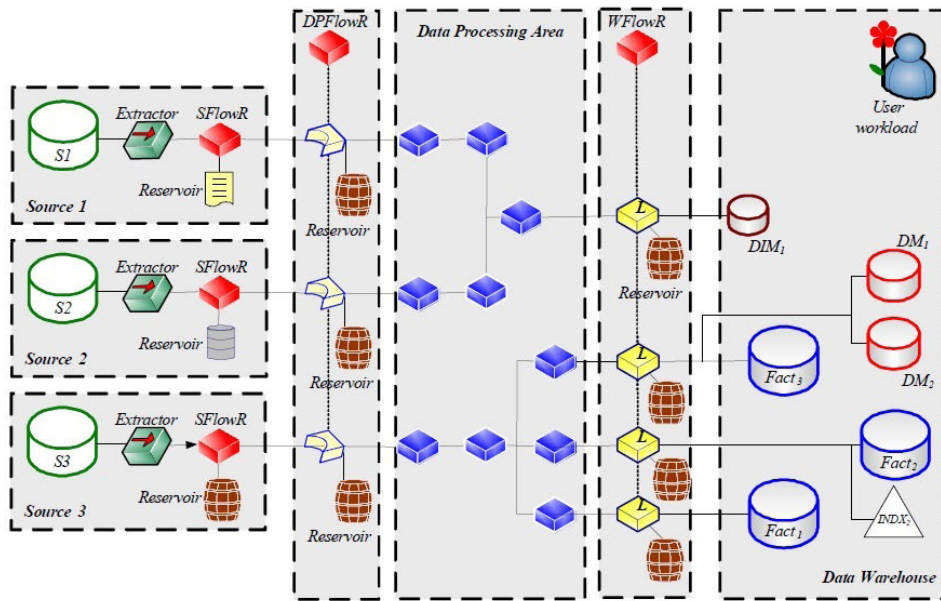 DPFlowR
Data Processing Area
WFlowR
User
workload
Extractor
SFlowR
S1
Reservoir
Source 1
Reservoir
L
DIM1
DM1
Extractor
SFlowR
S2
Reservoir
Source 2
Reservoir
Reservoir
L
Fact3
DM2
Extractor
SFlowR
S3
Reservoir
Source 3
Reservoir
L
Fact2
L
Fact1
INDX2
Data Warehouse